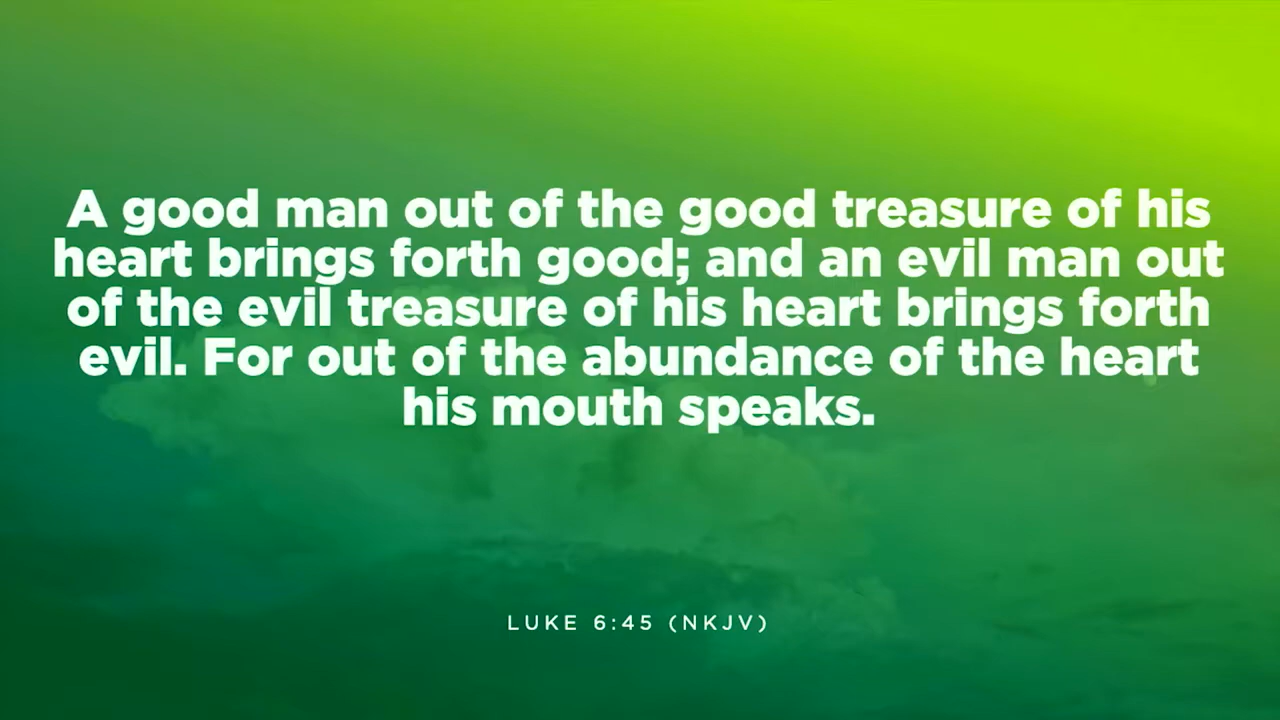 A good man out of the good treasure of his
heart brings forth good; and an evil man out
of the evil treasure of his heart brings forth
evil. For out of the abundance of the heart
his mouth speaks.
LUKE 6:45 (NKJV)